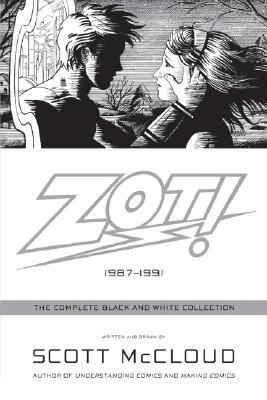 ZOT!
1987–1991
THE COMPLETE BLACK AND WHITE COLLECTION
WRITTEN AND DRAWN BY
SCOTT McCLOUD
AUTHOR OF UNDERSTANDING COMICS AND MAKING COMICS